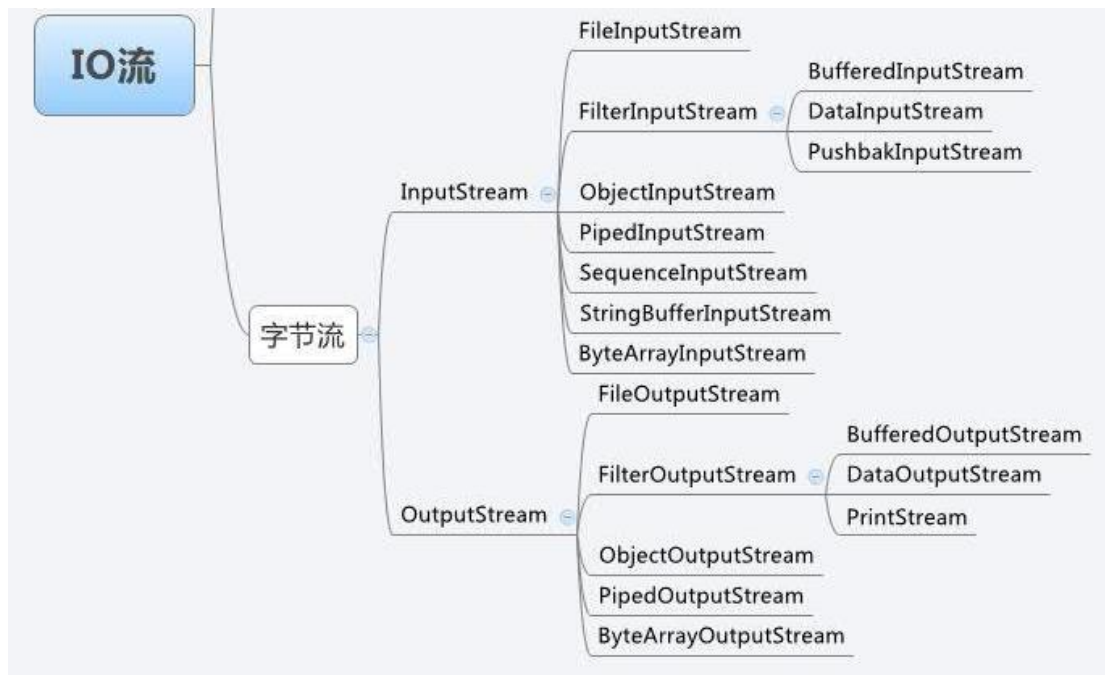 IO流
字节流
InputStream
FileInputStream
FilterInputStream
BufferedInputStream
DataInputStream
PushbakInputStream
ObjectInputStream
PipedInputStream
SequenceInputStream
StringBufferInputStream
ByteArrayInputStream
OutputStream
FileOutputStream
FilterOutputStream
BufferedOutputStream
DataOutputStream
PrintStream
ObjectOutputStream
PipedOutputStream
ByteArrayOutputStream